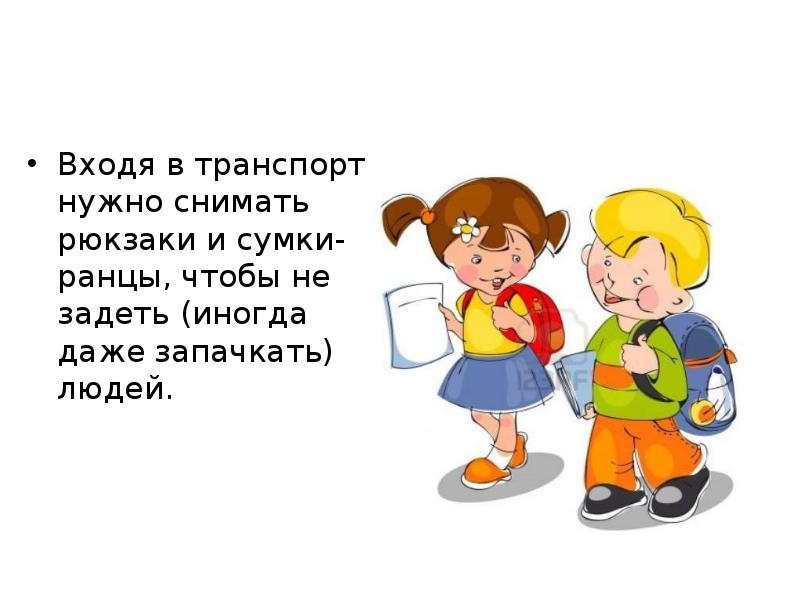 • Входя в транспорт
нужно снимать
рюкзаки и сумки-
ранцы, чтобы не
задеть (иногда
даже запачкать)
людей.